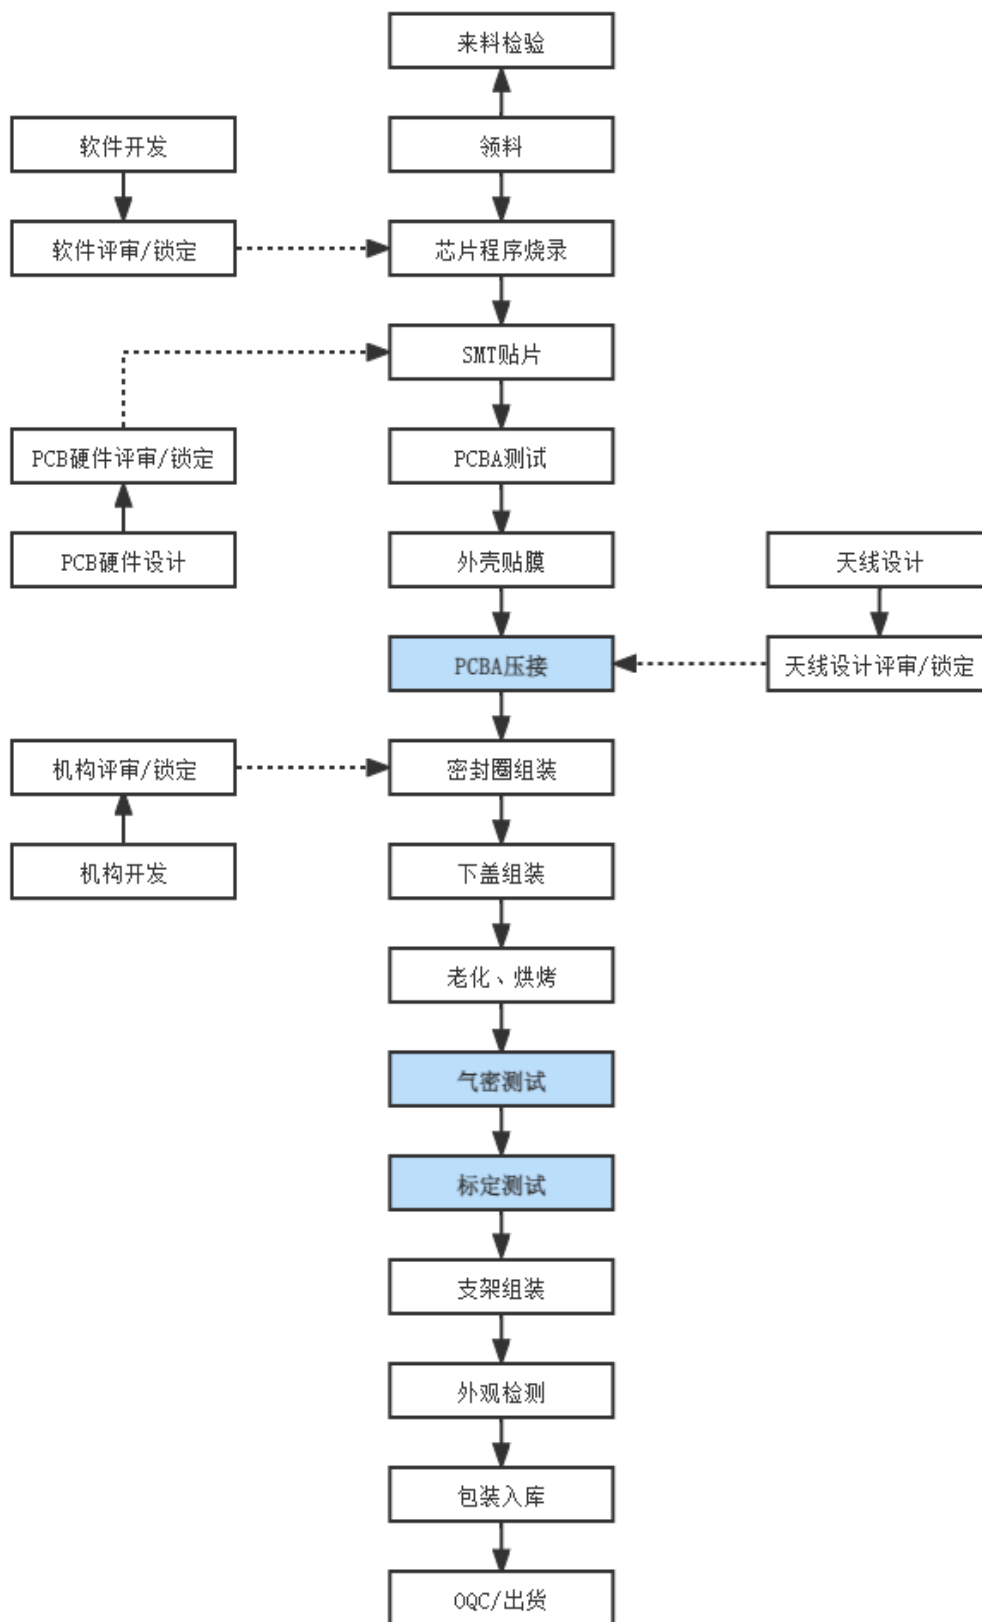 来料检验
软件开发
领料
软件评审/锁定
芯片程序烧录
SMT贴片
PCB硬件评审/锁定
PCBA测试
PCB硬件设计
外壳贴膜
天线设计
PCBA压接
天线设计评审/锁定
机构评审/锁定
密封圈组装
机构开发
下盖组装
老化、烘烤
气密测试
标定测试
支架组装
外观检测
包装入库
OQC/出货